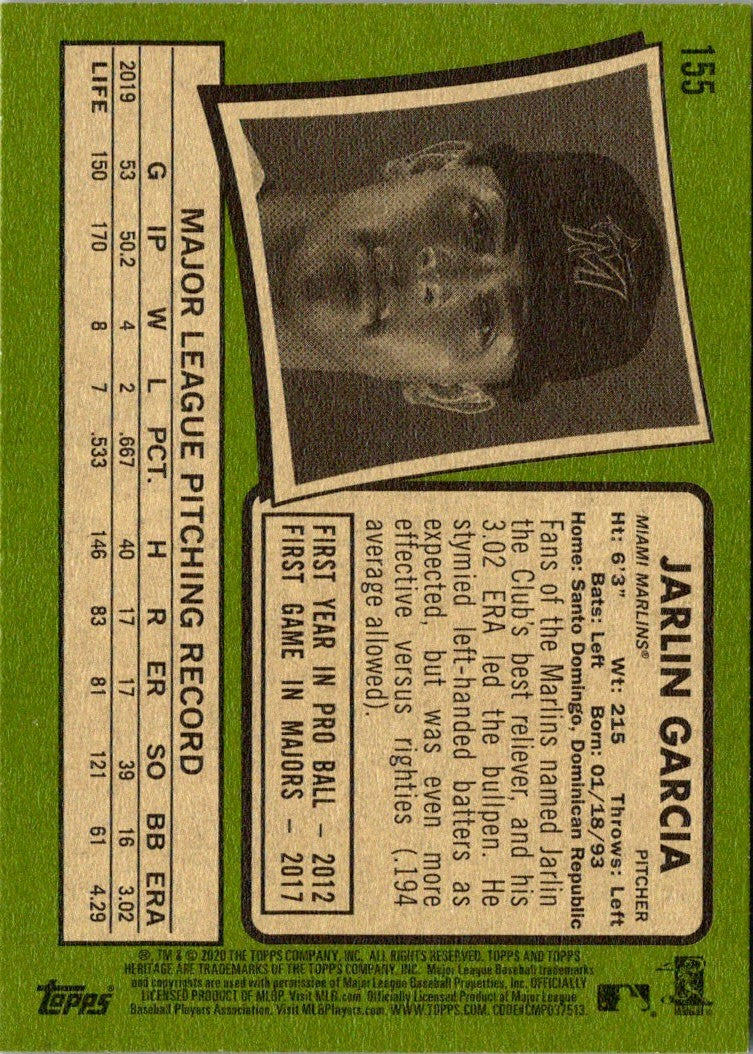 155
JARLIN GARCIA
MIAMI MARLINS® PITCHER
Ht: 6'3" Wt: 215 Throws: Left
Bats: Left Born: 01/18/93
Home: Santo Domingo, Dominican Republic
Fans of the Marlins named Jarlin
the Club's best reliever, and his
3.02 ERA led the bullpen. He
stymied left-handed batters as
expected, but was even more
effective versus righties (.194
average allowed).
FIRST YEAR IN PRO BALL – 2012
FIRST GAME IN MAJORS – 2017
M
MAJOR LEAGUE PITCHING RECORD
G IP W L PCT. H R ER SO BB ERA
2019 53 50.2 4 2 .667 40 17 17 39 16 3.02
LIFE 150 170 8 7 .533 146 83 81 121 61 4.29
®, TM & © 2020 THE TOPPS COMPANY, INC. ALL RIGHTS RESERVED. TOPPS AND TOPPS
HERITAGE ARE TRADEMARKS OF THE TOPPS COMPANY, INC. Major League Baseball trademarks
and copyrights are used with permission of Major League Baseball Properties, Inc. OFFICIALLY
LICENSED PRODUCT OF MLBP. Visit MLB.com. Officially Licensed Product of Major League
Baseball Players Association. Visit MLBPlayers.com. WWW.TOPPS.COM. CODE#CMP087513.
Topps